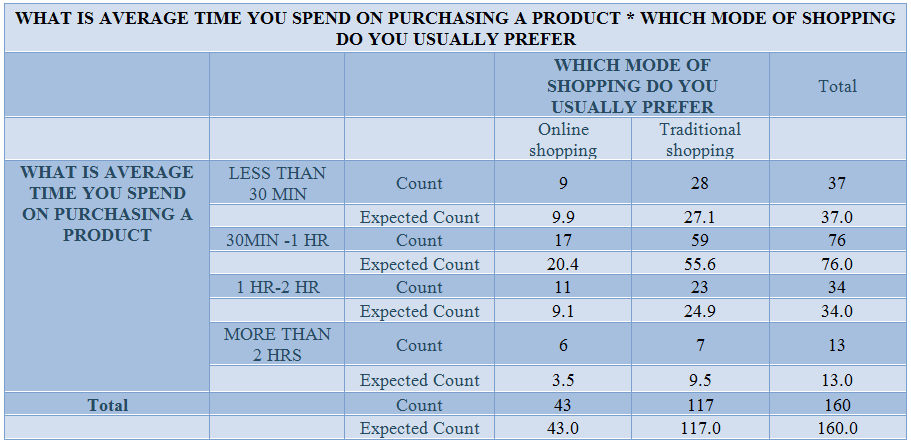 WHAT IS AVERAGE TIME YOU SPEND ON PURCHASING A PRODUCT * WHICH MODE OF SHOPPING
DO YOU USUALLY PREFER
WHICH MODE OF
SHOPPING DO YOU
USUALLY PREFER
Total
Online
shopping
Traditional
shopping
WHAT IS AVERAGE
TIME YOU SPEND
ON PURCHASING A
PRODUCT
LESS THAN
30 MIN
Count 9 28 37
Expected Count 9.9 27.1 37.0
30MIN -1 HR Count 17 59 76
Expected Count 20.4 55.6 76.0
1 HR-2 HR Count 11 23 34
Expected Count 9.1 24.9 34.0
MORE THAN
2 HRS
Count 6 7 13
Expected Count 3.5 9.5 13.0
Total Count 43 117 160
Expected Count 43.0 117.0 160.0